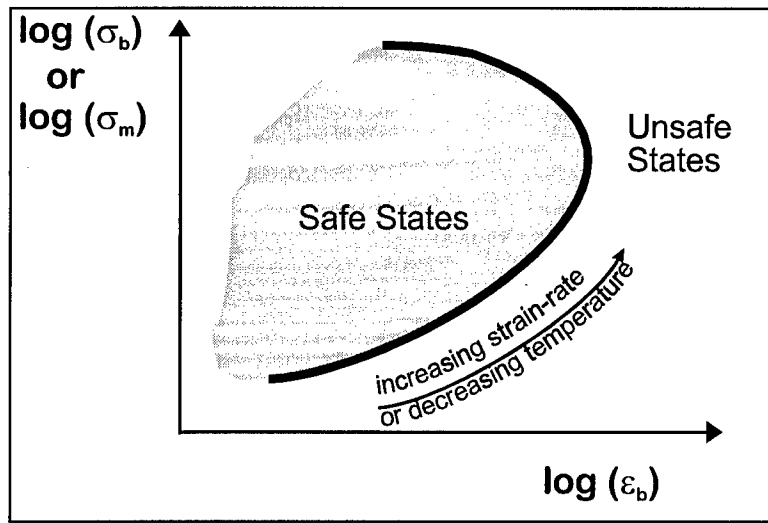 log (σb)
or
log (σm)
Unsafe
States
Safe States
increasing strain-rate
or decreasing temperature
log (εb)